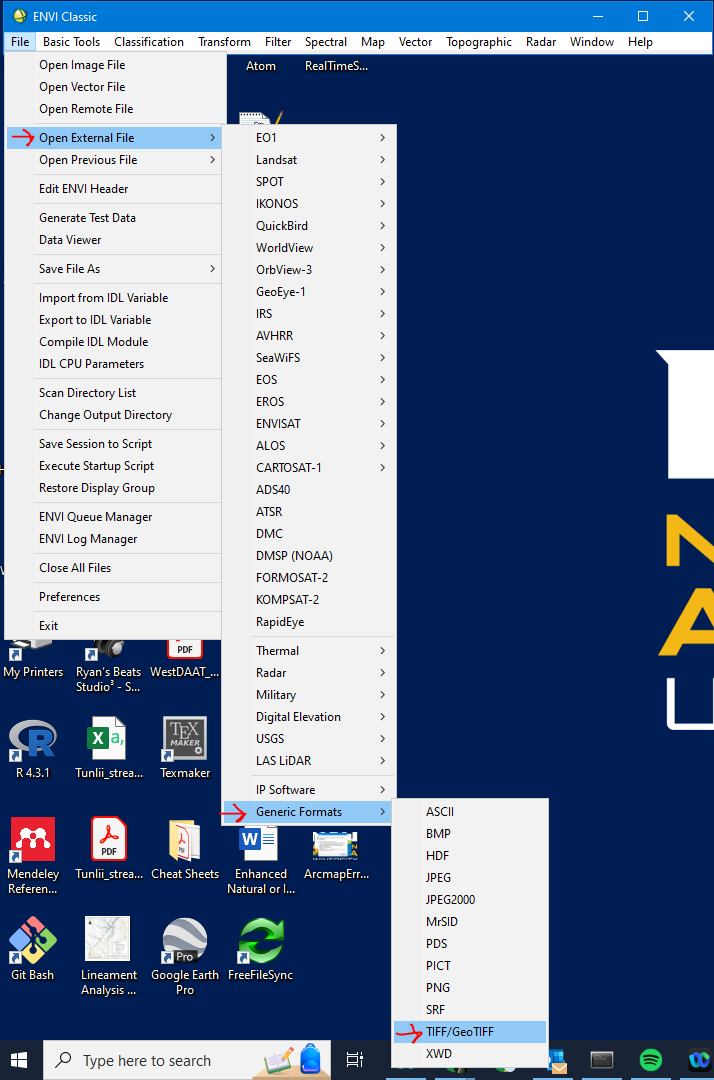 ENVI Classic
File Basic Tools Classification Transform Filter Spectral Map Vector Topographic Radar Window Help
Open Image File
Open Vector File
Open Remote File
Open External File
Open Previous File
Edit ENVI Header
Generate Test Data
Data Viewer
Save File As
Import from IDL Variable
Export to IDL Variable
Compile IDL Module
IDL CPU Parameters
Scan Directory List
Change Output Directory
Save Session to Script
Execute Startup Script
Restore Display Group
ENVI Queue Manager
ENVI Log Manager
Close All Files
Preferences
Exit
Atom
RealTimeS...
EO1
Landsat
SPOT
IKONOS
QuickBird
WorldView
OrbView-3
GeoEye-1
IRS
AVHRR
SeaWiFS
EOS
EROS
ENVISAT
ALOS
CARTOSAT-1
ADS40
ATSR
DMC
DMSP (NOAA)
FORMOSAT-2
KOMPSAT-2
RapidEye
Thermal
Radar
Military
Digital Elevation
USGS
LAS LiDAR
IP Software
Generic Formats
ASCII
BMP
HDF
JPEG
JPEG2000
MrSID
PDS
PICT
PNG
SRF
TIFF/GeoTIFF
XWD
PDF
My Printers
Ryan's Beats
Studio³ - S...
WestDAAT_...
R
X a,
TEX
MAKER
R 4.3.1
Tunlii_strea...
Texmaker
PDF
W
Mendeley
Referen...
Tunlii_strea...
Cheat Sheets
Enhanced
Natural or I...
ArcmapErr...
Pro
Git Bash
Lineament
Analysis ...
Google Earth
Pro
FreeFileSync
N
A
Type here to search